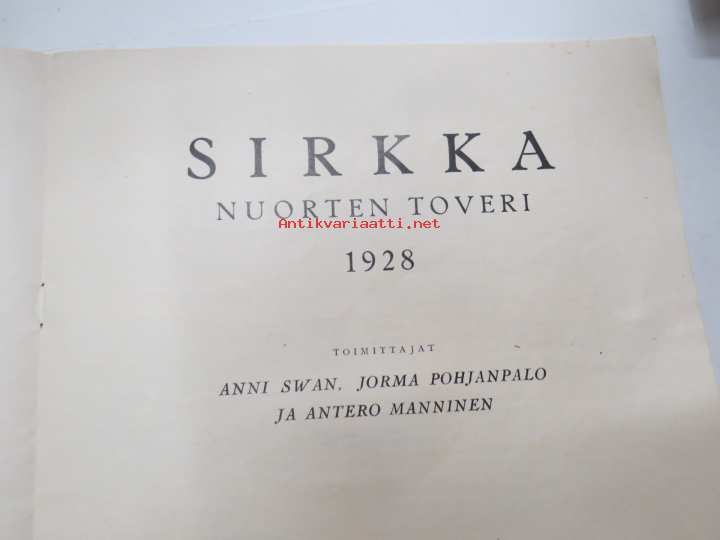 SIRKKA
NUORTEN TOVERI
Antikvariaatti.net
1928
TOIMITTAJAT
ANNI SWAN, JORMA POHJANPALO
JA ANTERO MANNINEN